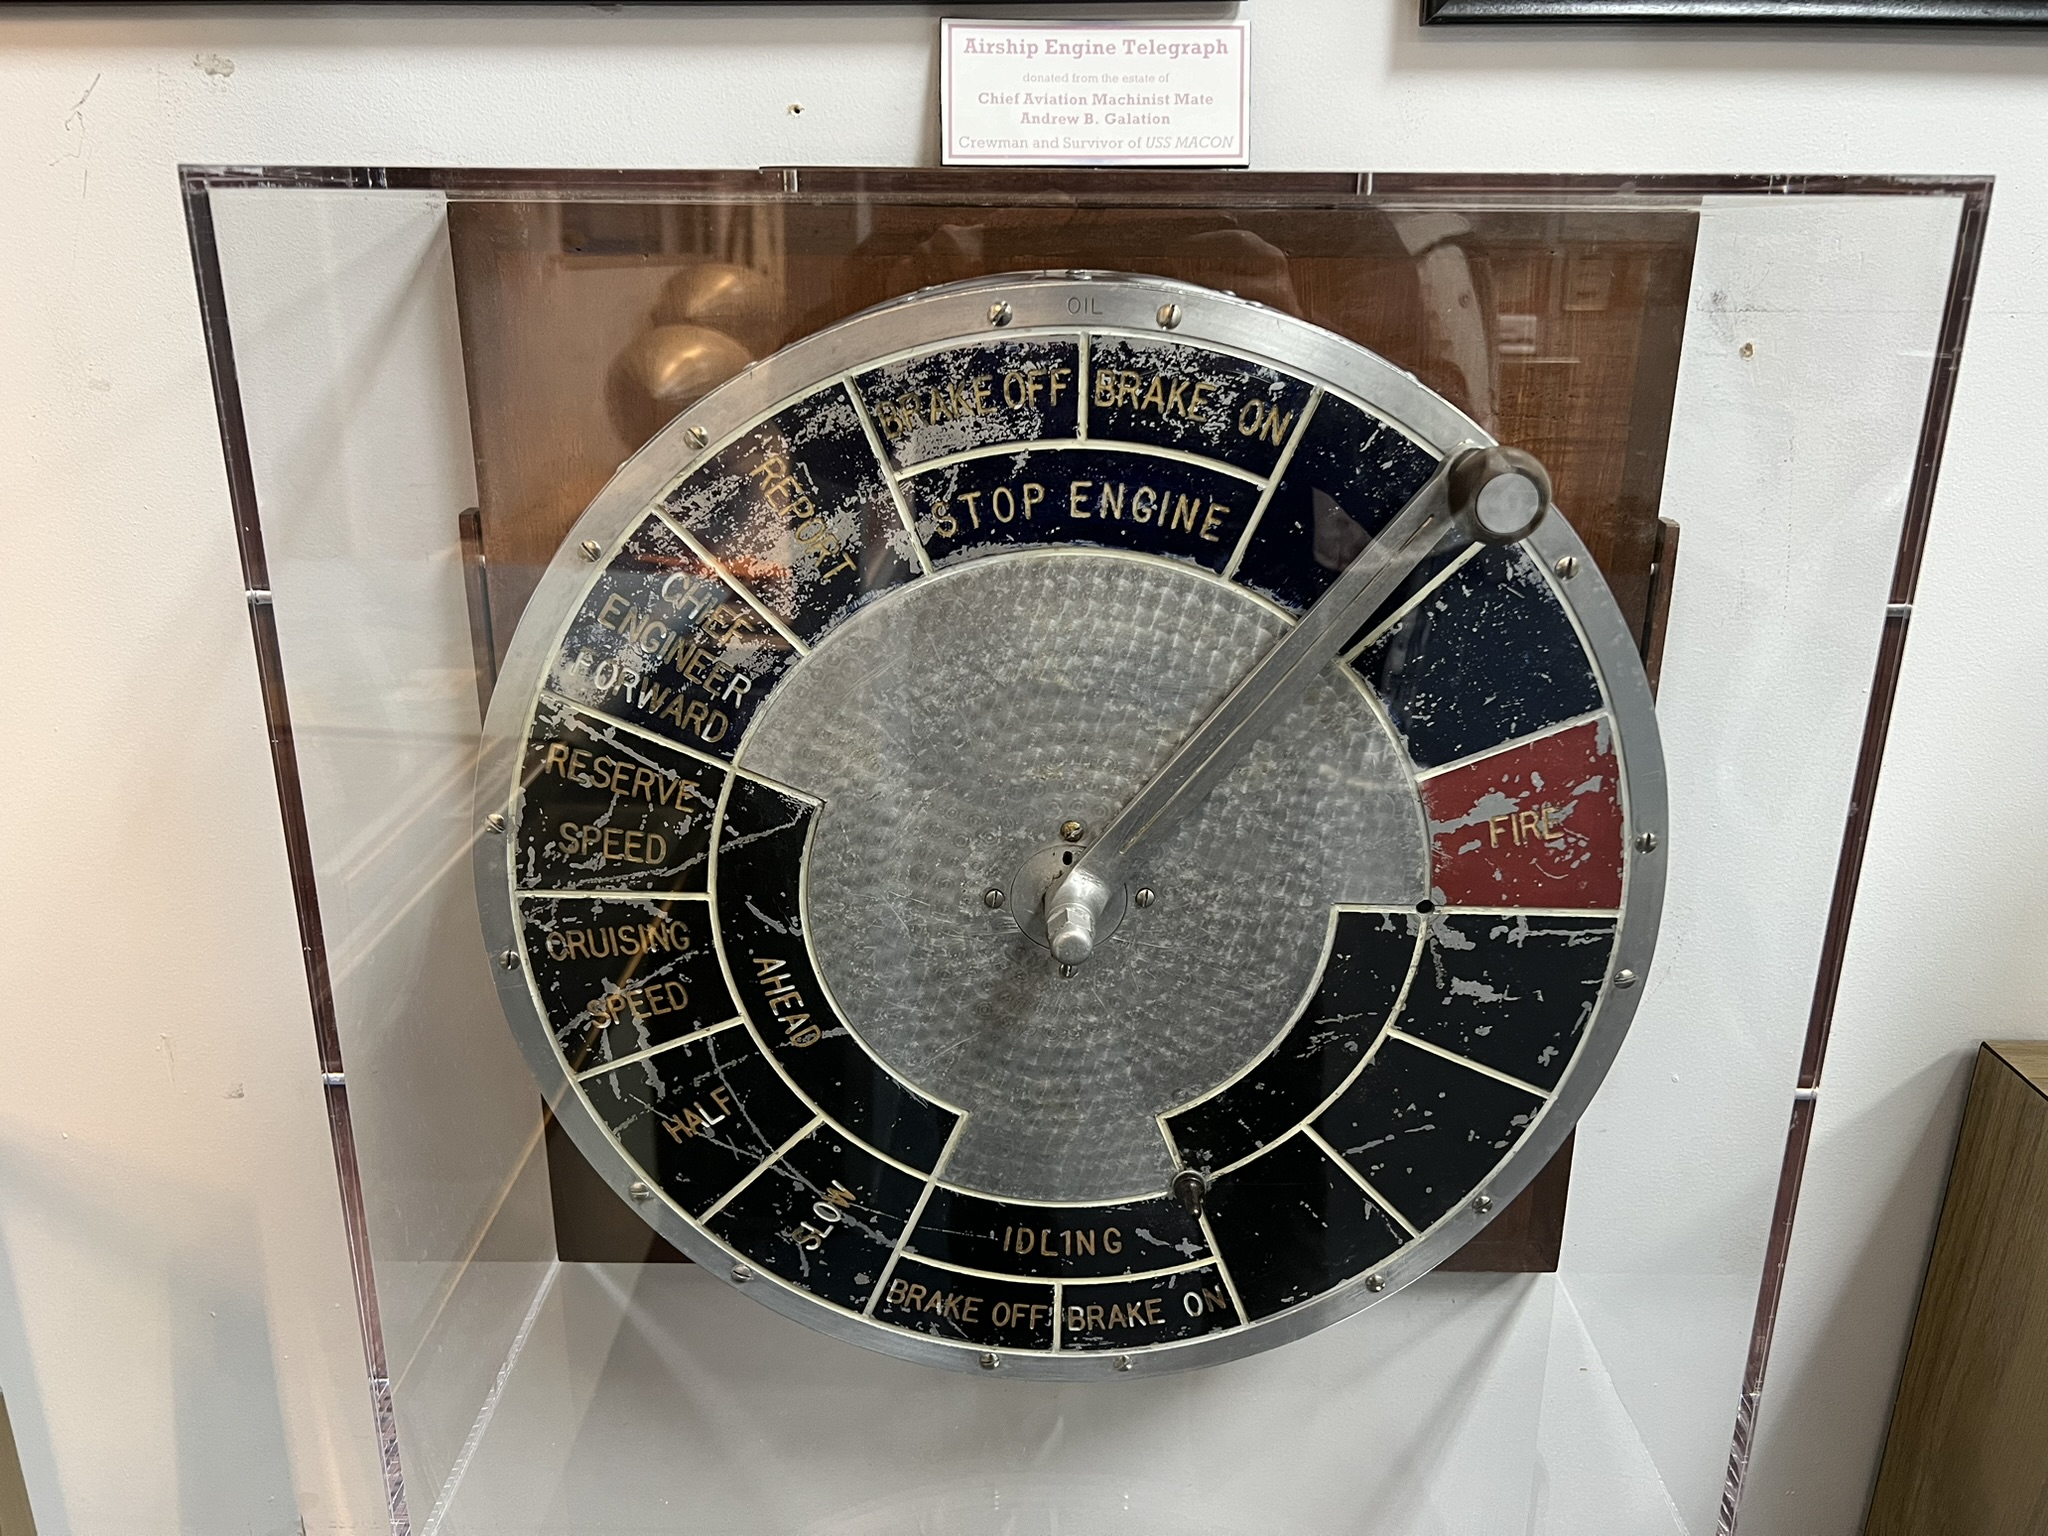 Airship Engine Telegraph
donated from the estate of
Chief Aviation Machinist Mate
Andrew B. Galation
Crewman and Survivor of USS MACON
OIL
BRAKE OFF
BRAKE ON
STOP ENGINE
REPORT
CHIEF
ENGINEER
FORWARD
FIRE
RESERVE
SPEED
CRUISING
SPEED
AHEAD
HALF
SLOW
IDLING
BRAKE OFF
BRAKE ON